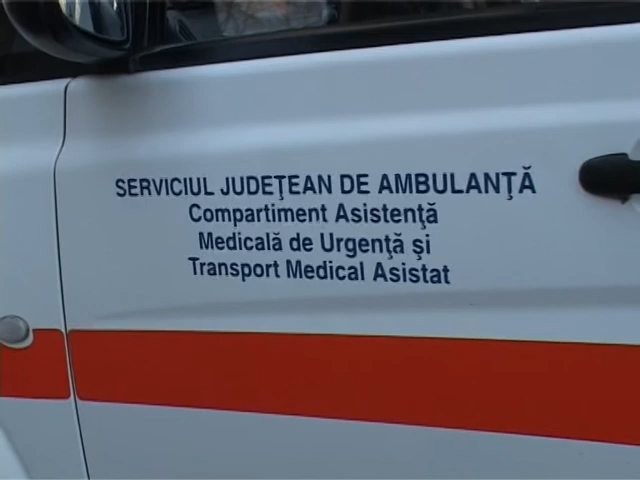 SERVICIUL JUDEŢEAN DE AMBULANŢĂ
Compartiment Asistenţă
Medicală de Urgenţă şi
Transport Medical Asistat